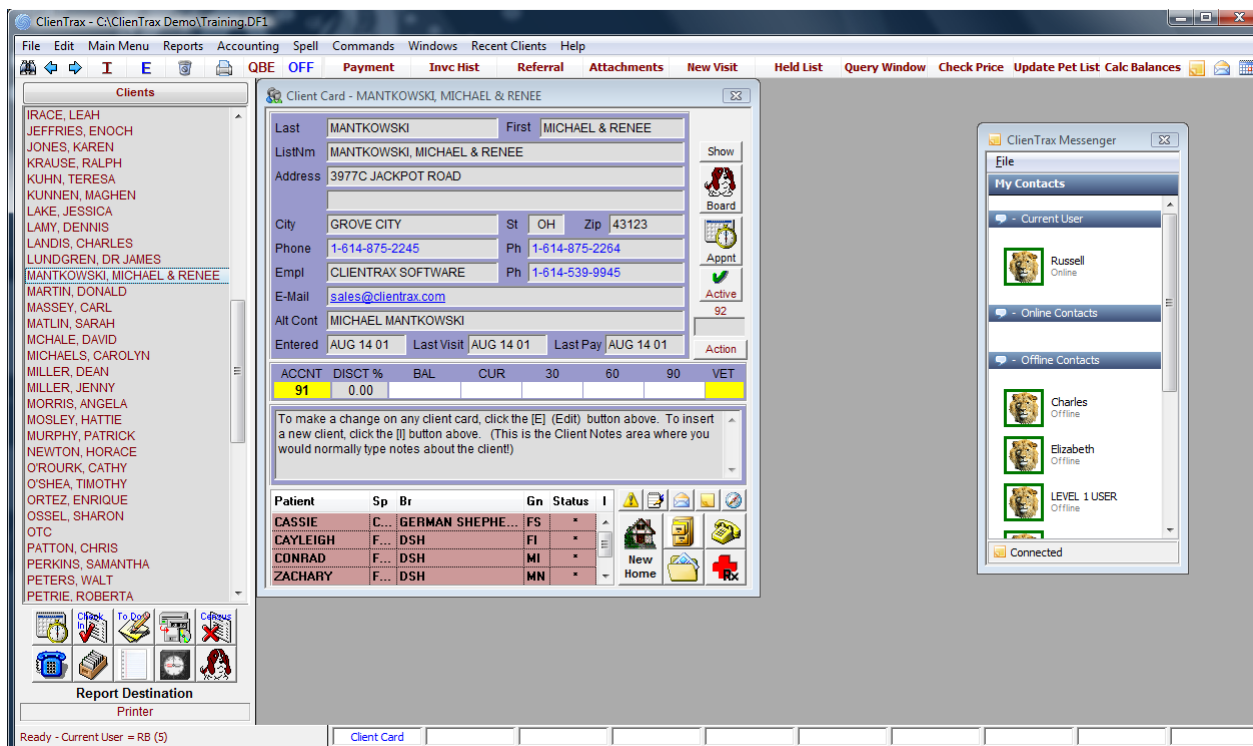 ClienTrax - C:\ClienTrax Demo\Training.DF1
File Edit Main Menu Reports Accounting Spell Commands Windows Recent Clients Help
I E QBE OFF Payment Invc Hist Referral Attachments New Visit Held List Query Window Check Price Update Pet List Calc Balances
Clients
IRACE, LEAH
JEFFRIES, ENOCH
JONES, KAREN
KRAUSE, RALPH
KUHN, TERESA
KUNNEN, MAGHEN
LAKE, JESSICA
LAMY, DENNIS
LANDIS, CHARLES
LUNDGREN, DR JAMES
MANTKOWSKI, MICHAEL & RENEE
MARTIN, DONALD
MASSEY, CARL
MATLIN, SARAH
MCHALE, DAVID
MICHAELS, CAROLYN
MILLER, DEAN
MILLER, JENNY
MORRIS, ANGELA
MOSLEY, HATTIE
MURPHY, PATRICK
NEWTON, HORACE
O'ROURK, CATHY
O'SHEA, TIMOTHY
ORTEZ, ENRIQUE
OSSEL, SHARON
OTC
PATTON, CHRIS
PERKINS, SAMANTHA
PETERS, WALT
PETRIE, ROBERTA
Check In To Do Census
Report Destination
Printer
Client Card - MANTKOWSKI, MICHAEL & RENEE
Last MANTKOWSKI First MICHAEL & RENEE
ListNm MANTKOWSKI, MICHAEL & RENEE
Address 3977C JACKPOT ROAD
City GROVE CITY St OH Zip 43123
Phone 1-614-875-2245 Ph 1-614-875-2264
Empl CLIENTRAX SOFTWARE Ph 1-614-539-9945
E-Mail sales@clientrax.com
Alt Cont MICHAEL MANTKOWSKI
Entered AUG 14 01 Last Visit AUG 14 01 Last Pay AUG 14 01
Show
Board
Appnt
Active
92
Action
ACCNT DISCT % BAL CUR 30 60 90 VET
91 0.00
To make a change on any client card, click the [E] (Edit) button above. To insert
a new client, click the [I] button above. (This is the Client Notes area where you
would normally type notes about the client!)
Patient Sp Br Gn Status I
CASSIE C... GERMAN SHEPHE... FS *
CAYLEIGH F... DSH FI *
CONRAD F... DSH MI *
ZACHARY F... DSH MN *
New Home
Rx
ClienTrax Messenger
File
My Contacts
- Current User
Russell
Online
- Online Contacts
- Offline Contacts
Charles
Offline
Elizabeth
Offline
LEVEL 1 USER
Offline
Connected
Ready - Current User = RB (5) Client Card